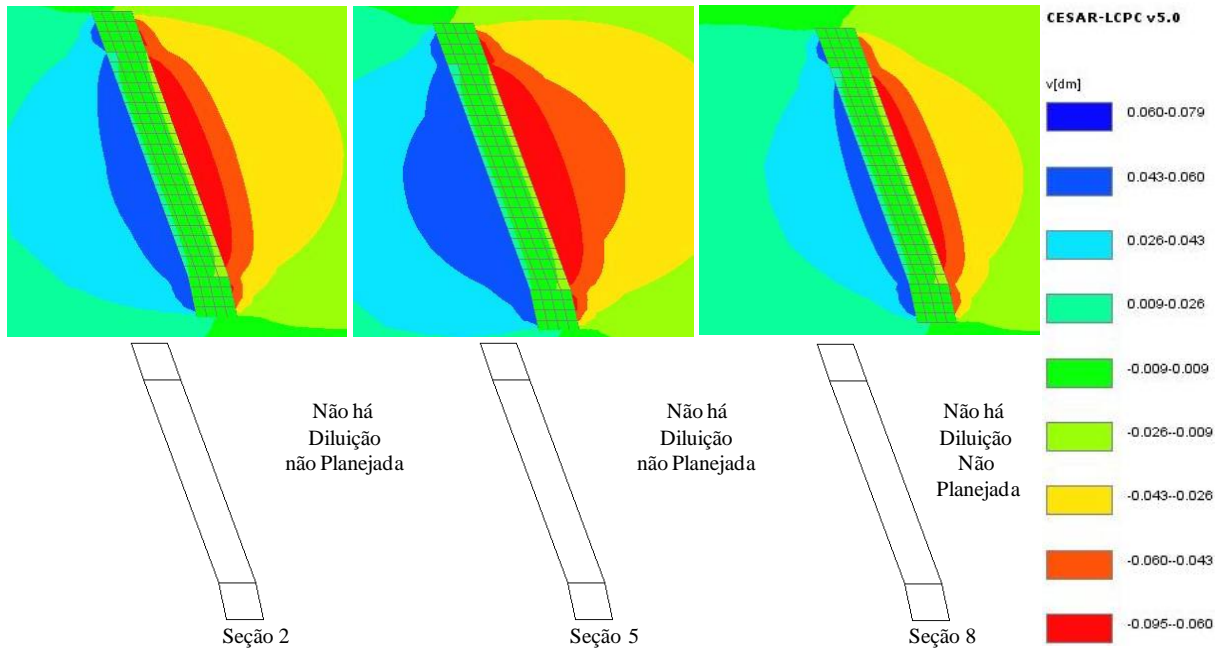 CESAR-LCPC v5.0
v[dm]
0.060-0.079
0.043-0.060
0.026-0.043
0.009-0.026
-0.009-0.009
-0.026--0.009
-0.043--0.026
-0.060--0.043
-0.095--0.060
Não há
Diluição
não Planejada
Seção 2
Não há
Diluição
não Planejada
Seção 5
Não há
Diluição
Não
Planejada
Seção 8